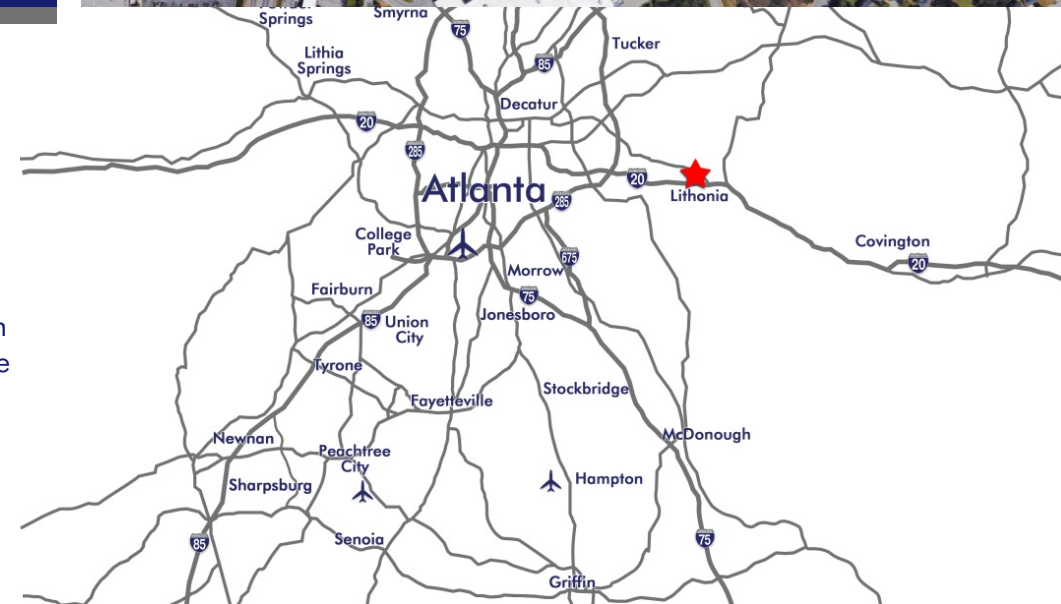 Springs
Smyrna
75
Tucker
Lithia
Springs
85
Decatur
20
285
20
Lithonia
Atlanta
285
College
Park
Covington
20
675
Morrow
Fairburn
75
Jonesboro
85
Union
City
Tyrone
Stockbridge
Fayetteville
Newnan
McDonough
Peachtree
City
Hampton
Sharpsburg
85
Senoia
75
Griffin